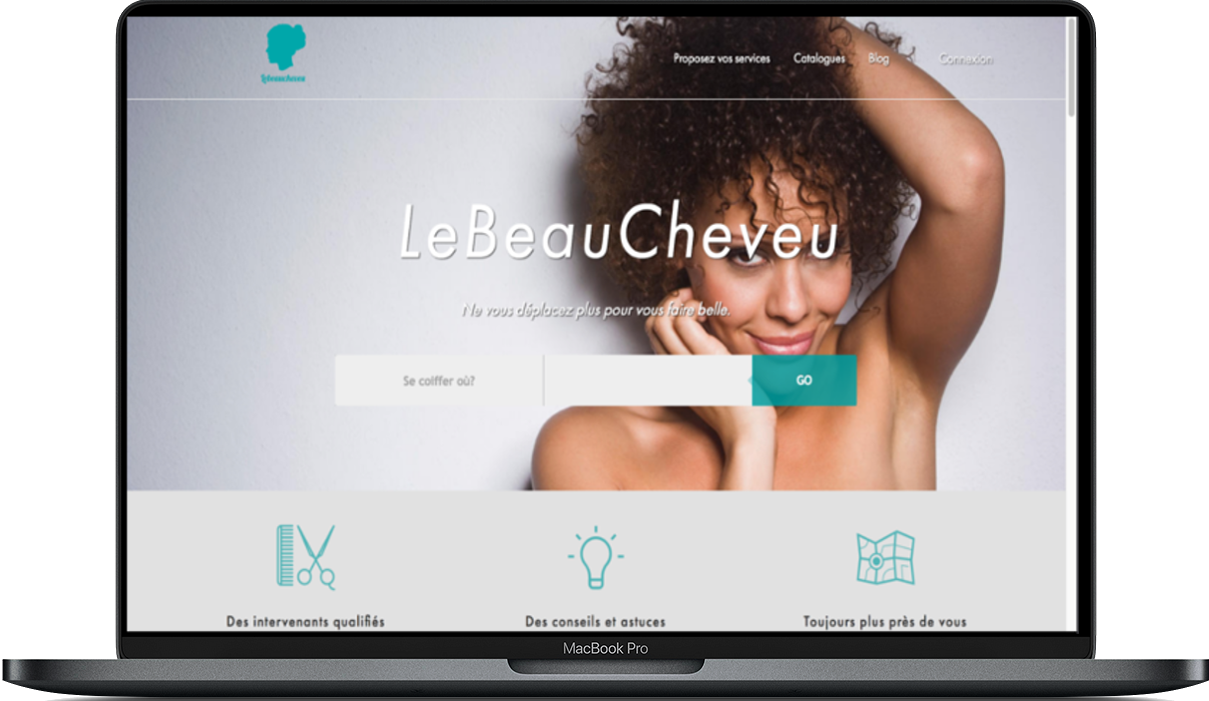 Proposez vos services Catalogues Blog Connexion
Lebeaucheveu
LeBeauCheveu
Ne vous déplacez plus pour vous faire belle.
Se coiffer où? GO
Des intervenants qualifiés Des conseils et astuces Toujours plus près de vous
MacBook Pro